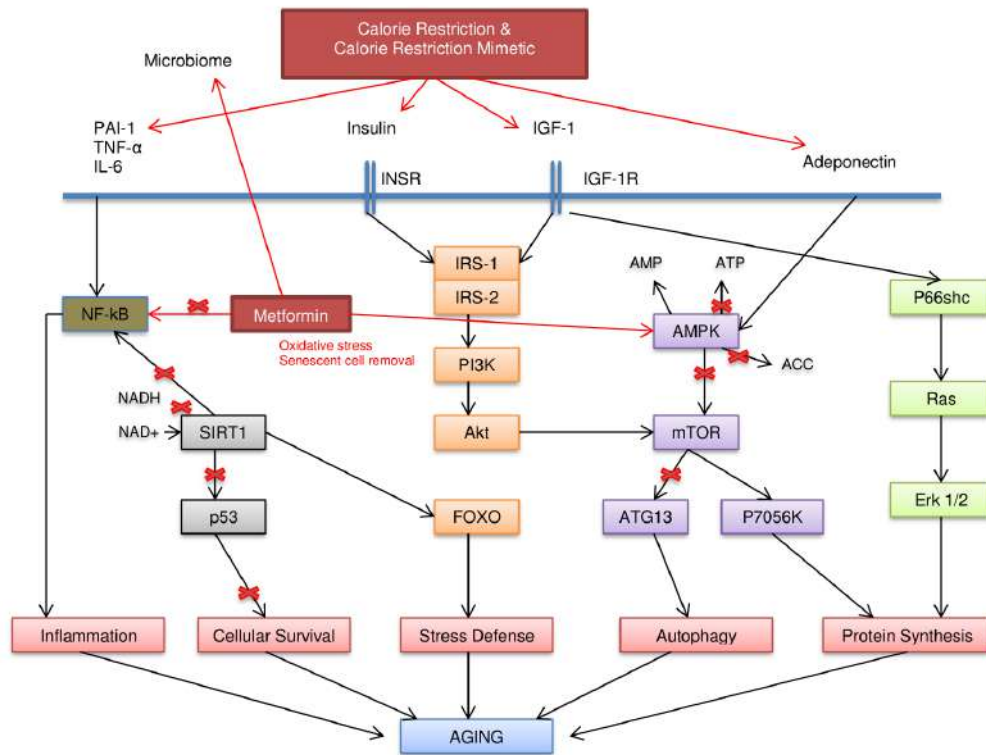 Calorie Restriction &
Calorie Restriction Mimetic
Microbiome
PAI-1
TNF-α
IL-6
Insulin
IGF-1
Adeponectin
INSR
IGF-1R
IRS-1
IRS-2
AMP
ATP
P66shc
NF-kB
Metformin
AMPK
Oxidative stress
Senescent cell removal
PI3K
ACC
NADH
Ras
NAD+
SIRT1
Akt
mTOR
p53
FOXO
ATG13
P7056K
Erk 1/2
Inflammation
Cellular Survival
Stress Defense
Autophagy
Protein Synthesis
AGING